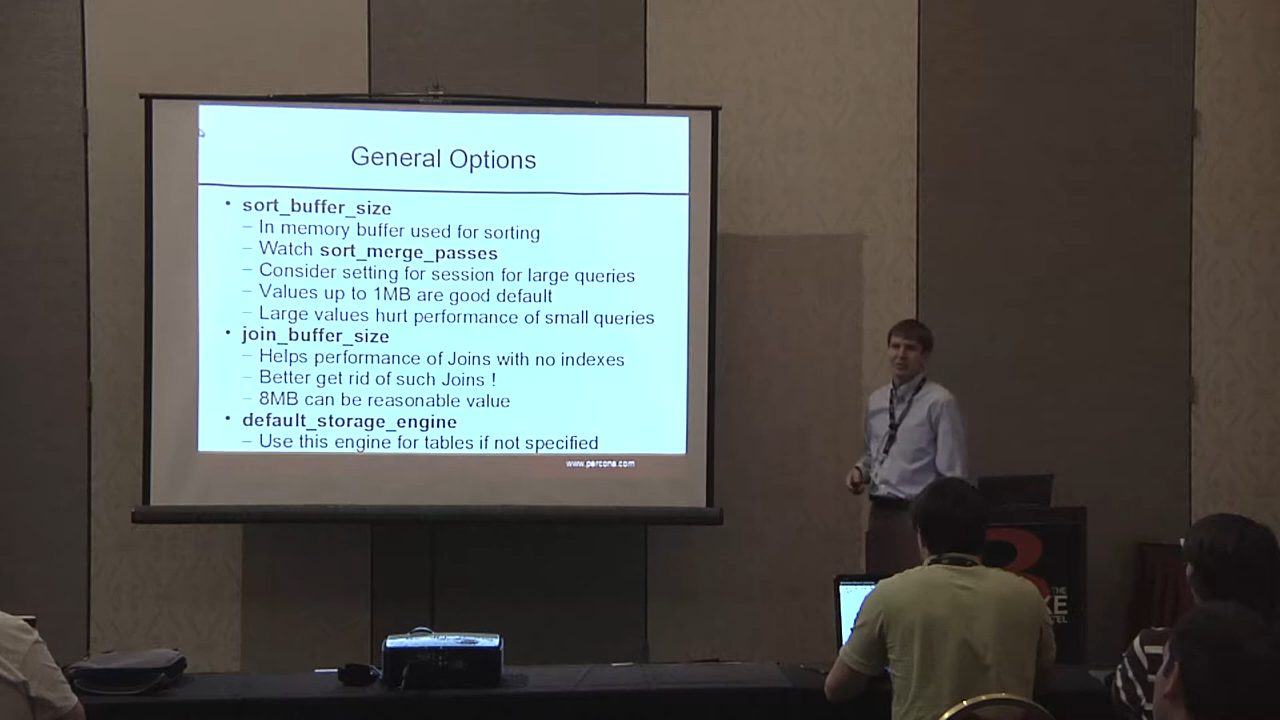 General Options
• sort_buffer_size
– In memory buffer used for sorting
– Watch sort_merge_passes
– Consider setting for session for large queries
– Values up to 1MB are good default
– Large values hurt performance of small queries
• join_buffer_size
– Helps performance of Joins with no indexes
– Better get rid of such Joins !
– 8MB can be reasonable value
• default_storage_engine
– Use this engine for tables if not specified
www.percona.com
THE
KE
TEL